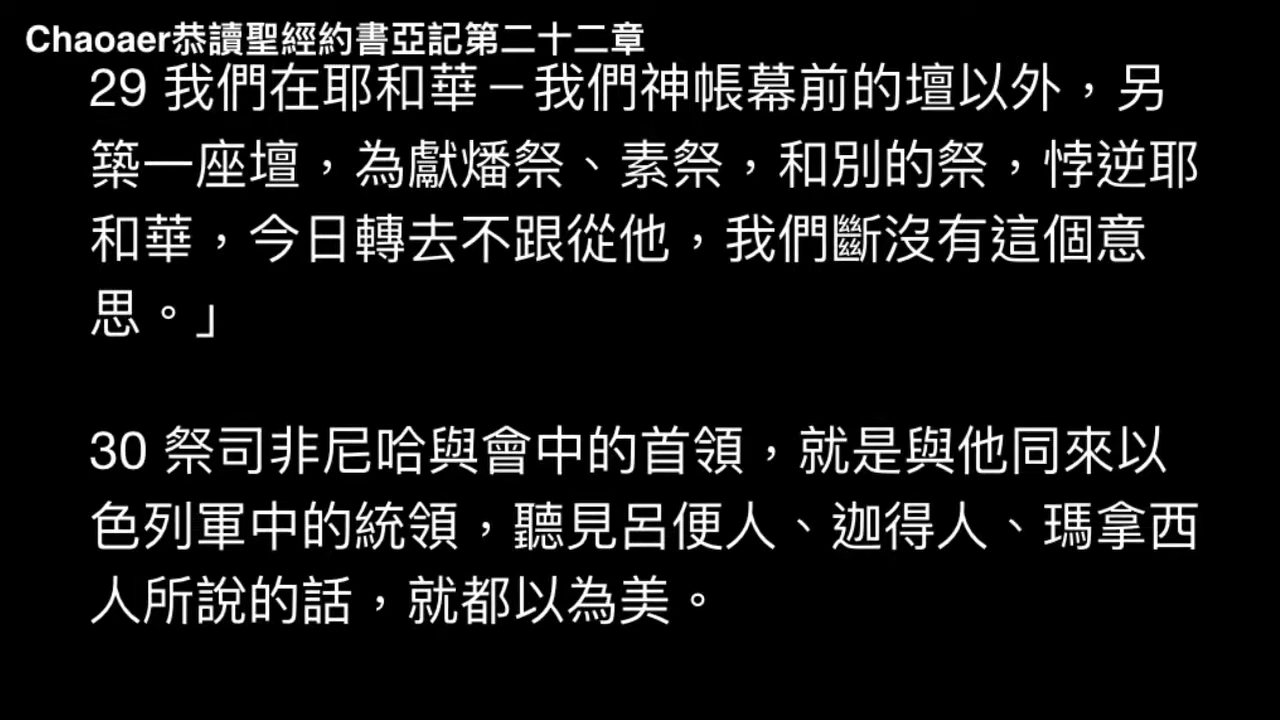 Chaoaer恭讀聖經約書亞記第二十二章
29 我們在耶和華－我們神帳幕前的壇以外，另
築一座壇，為獻燔祭、素祭，和別的祭，悖逆耶
和華，今日轉去不跟從他，我們斷沒有這個意
思。」
30 祭司非尼哈與會中的首領，就是與他同來以
色列軍中的統領，聽見呂便人、迦得人、瑪拿西
人所說的話，就都以為美。